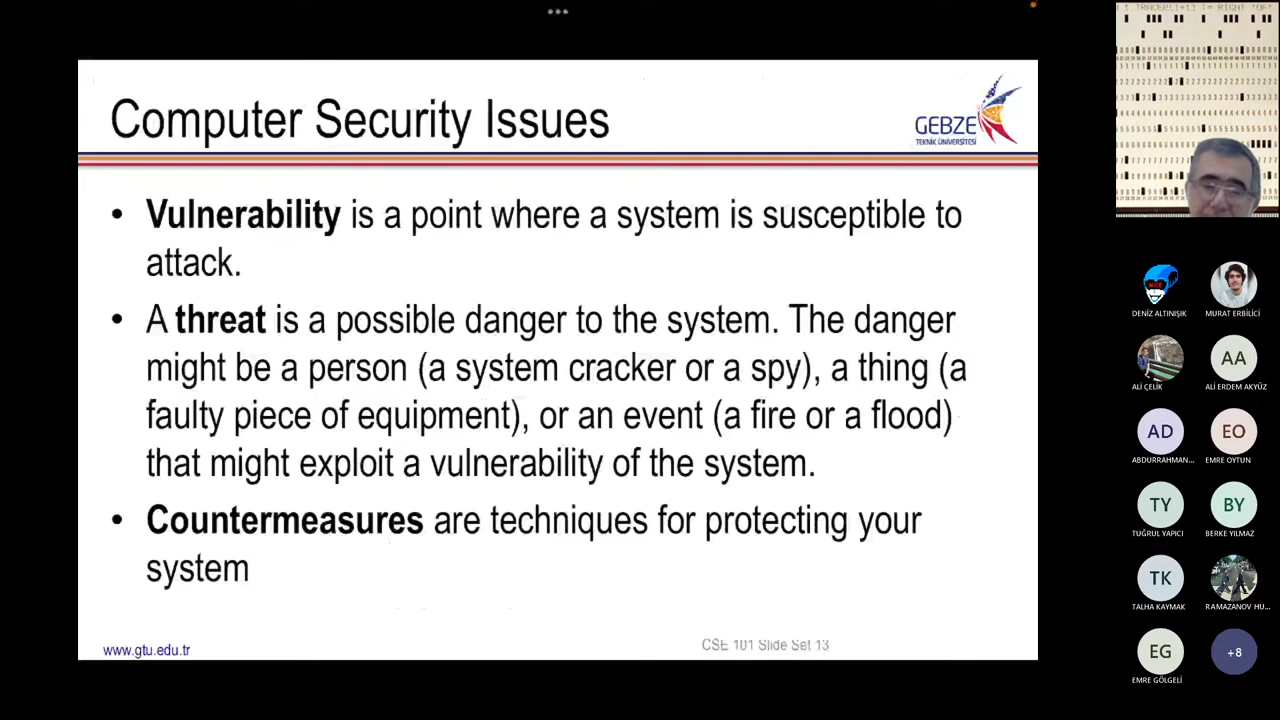 Computer Security Issues
GEBZE
TEKNİK ÜNİVERSİTESİ
• Vulnerability is a point where a system is susceptible to
attack.
• A threat is a possible danger to the system. The danger
might be a person (a system cracker or a spy), a thing (a
faulty piece of equipment), or an event (a fire or a flood)
that might exploit a vulnerability of the system.
• Countermeasures are techniques for protecting your
system
www.gtu.edu.tr
CSE 101 Slide Set 13
DENİZ ALTINIŞIK
MURAT ERBİLİCİ
AA
ALİ ÇELİK
ALİ ERDEM AKYÜZ
AD
EO
ABDURRAHMAN...
EMRE OYTUN
TY
BY
TUĞRUL YAPICI
BERKE YILMAZ
TK
TALHA KAYMAK
RAMAZANOV HU...
EG
+8
EMRE GÖLGELİ